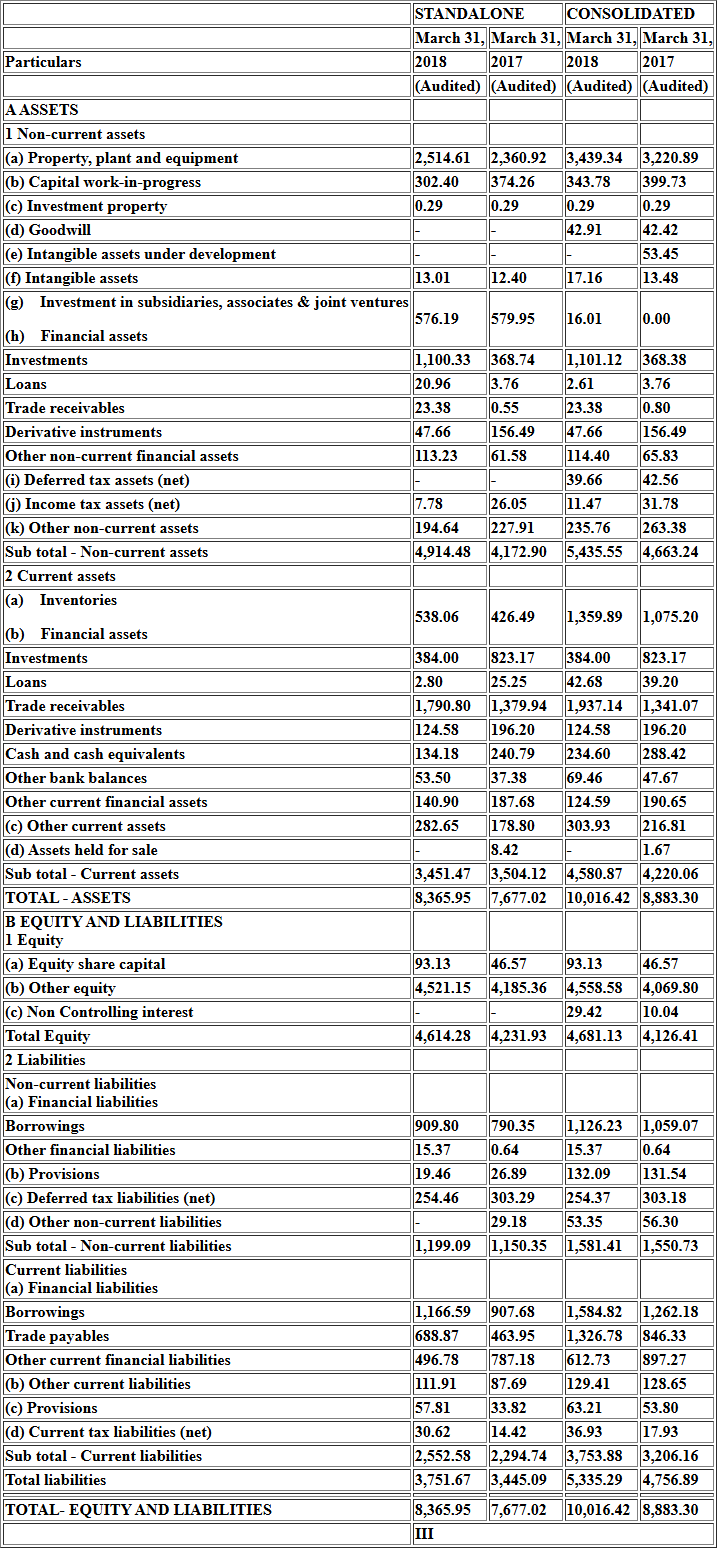 STANDALONE CONSOLIDATED
March 31, March 31, March 31, March 31,
Particulars 2018 2017 2018 2017
(Audited) (Audited) (Audited) (Audited)
A ASSETS
1 Non-current assets
(a) Property, plant and equipment 2,514.61 2,360.92 3,439.34 3,220.89
(b) Capital work-in-progress 302.40 374.26 343.78 399.73
(c) Investment property 0.29 0.29 0.29 0.29
(d) Goodwill - - 42.91 42.42
(e) Intangible assets under development - - - 53.45
(f) Intangible assets 13.01 12.40 17.16 13.48
(g) Investment in subsidiaries, associates & joint ventures
(h) Financial assets 576.19 579.95 16.01 0.00
Investments 1,100.33 368.74 1,101.12 368.38
Loans 20.96 3.76 2.61 3.76
Trade receivables 23.38 0.55 23.38 0.80
Derivative instruments 47.66 156.49 47.66 156.49
Other non-current financial assets 113.23 61.58 114.40 65.83
(i) Deferred tax assets (net) - - 39.66 42.56
(j) Income tax assets (net) 7.78 26.05 11.47 31.78
(k) Other non-current assets 194.64 227.91 235.76 263.38
Sub total - Non-current assets 4,914.48 4,172.90 5,435.55 4,663.24
2 Current assets
(a) Inventories
(b) Financial assets 538.06 426.49 1,359.89 1,075.20
Investments 384.00 823.17 384.00 823.17
Loans 2.80 25.25 42.68 39.20
Trade receivables 1,790.80 1,379.94 1,937.14 1,341.07
Derivative instruments 124.58 196.20 124.58 196.20
Cash and cash equivalents 134.18 240.79 234.60 288.42
Other bank balances 53.50 37.38 69.46 47.67
Other current financial assets 140.90 187.68 124.59 190.65
(c) Other current assets 282.65 178.80 303.93 216.81
(d) Assets held for sale - 8.42 - 1.67
Sub total - Current assets 3,451.47 3,504.12 4,580.87 4,220.06
TOTAL - ASSETS 8,365.95 7,677.02 10,016.42 8,883.30
B EQUITY AND LIABILITIES
1 Equity
(a) Equity share capital 93.13 46.57 93.13 46.57
(b) Other equity 4,521.15 4,185.36 4,558.58 4,069.80
(c) Non Controlling interest - - 29.42 10.04
Total Equity 4,614.28 4,231.93 4,681.13 4,126.41
2 Liabilities
Non-current liabilities
(a) Financial liabilities
Borrowings 909.80 790.35 1,126.23 1,059.07
Other financial liabilities 15.37 0.64 15.37 0.64
(b) Provisions 19.46 26.89 132.09 131.54
(c) Deferred tax liabilities (net) 254.46 303.29 254.37 303.18
(d) Other non-current liabilities - 29.18 53.35 56.30
Sub total - Non-current liabilities 1,199.09 1,150.35 1,581.41 1,550.73
Current liabilities
(a) Financial liabilities
Borrowings 1,166.59 907.68 1,584.82 1,262.18
Trade payables 688.87 463.95 1,326.78 846.33
Other current financial liabilities 496.78 787.18 612.73 897.27
(b) Other current liabilities 111.91 87.69 129.41 128.65
(c) Provisions 57.81 33.82 63.21 53.80
(d) Current tax liabilities (net) 30.62 14.42 36.93 17.93
Sub total - Current liabilities 2,552.58 2,294.74 3,753.88 3,206.16
Total liabilities 3,751.67 3,445.09 5,335.29 4,756.89
TOTAL- EQUITY AND LIABILITIES 8,365.95 7,677.02 10,016.42 8,883.30
III